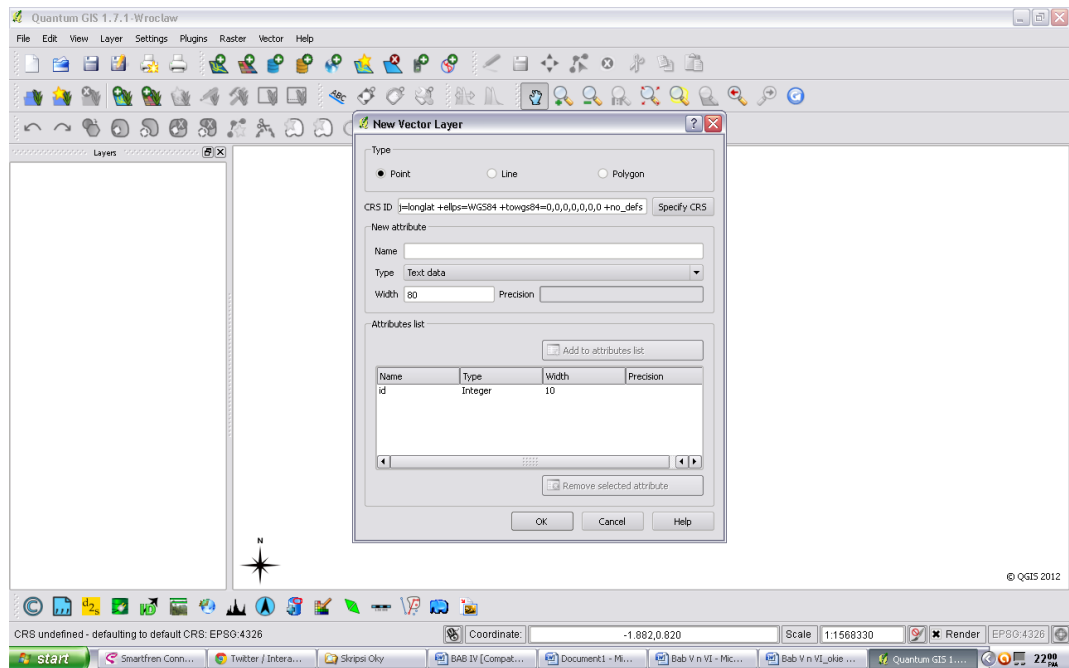 Quantum GIS 1.7.1-Wroclaw
File Edit View Layer Settings Plugins Raster Vector Help
Layers
New Vector Layer
Type
Point Line Polygon
CRS ID j=longlat +ellps=WGS84 +towgs84=0,0,0,0,0,0,0 +no_defs Specify CRS
New attribute
Name
Type Text data
Width 80 Precision
Attributes list
Add to attributes list
Name Type Width Precision
id Integer 10
Remove selected attribute
OK Cancel Help
N
© QGIS 2012
CRS undefined - defaulting to default CRS: EPSG:4326 Coordinate: -1.882,0.820 Scale 1:1568330 Render EPSG:4326
start Smartfren Conn... Twitter / Intera... Skripsi Oky BAB IV [Compat... Document1 - Mi... Bab V n VI - Mic... Bab V n VI_okie ... Quantum GIS 1.... 22:00 PM